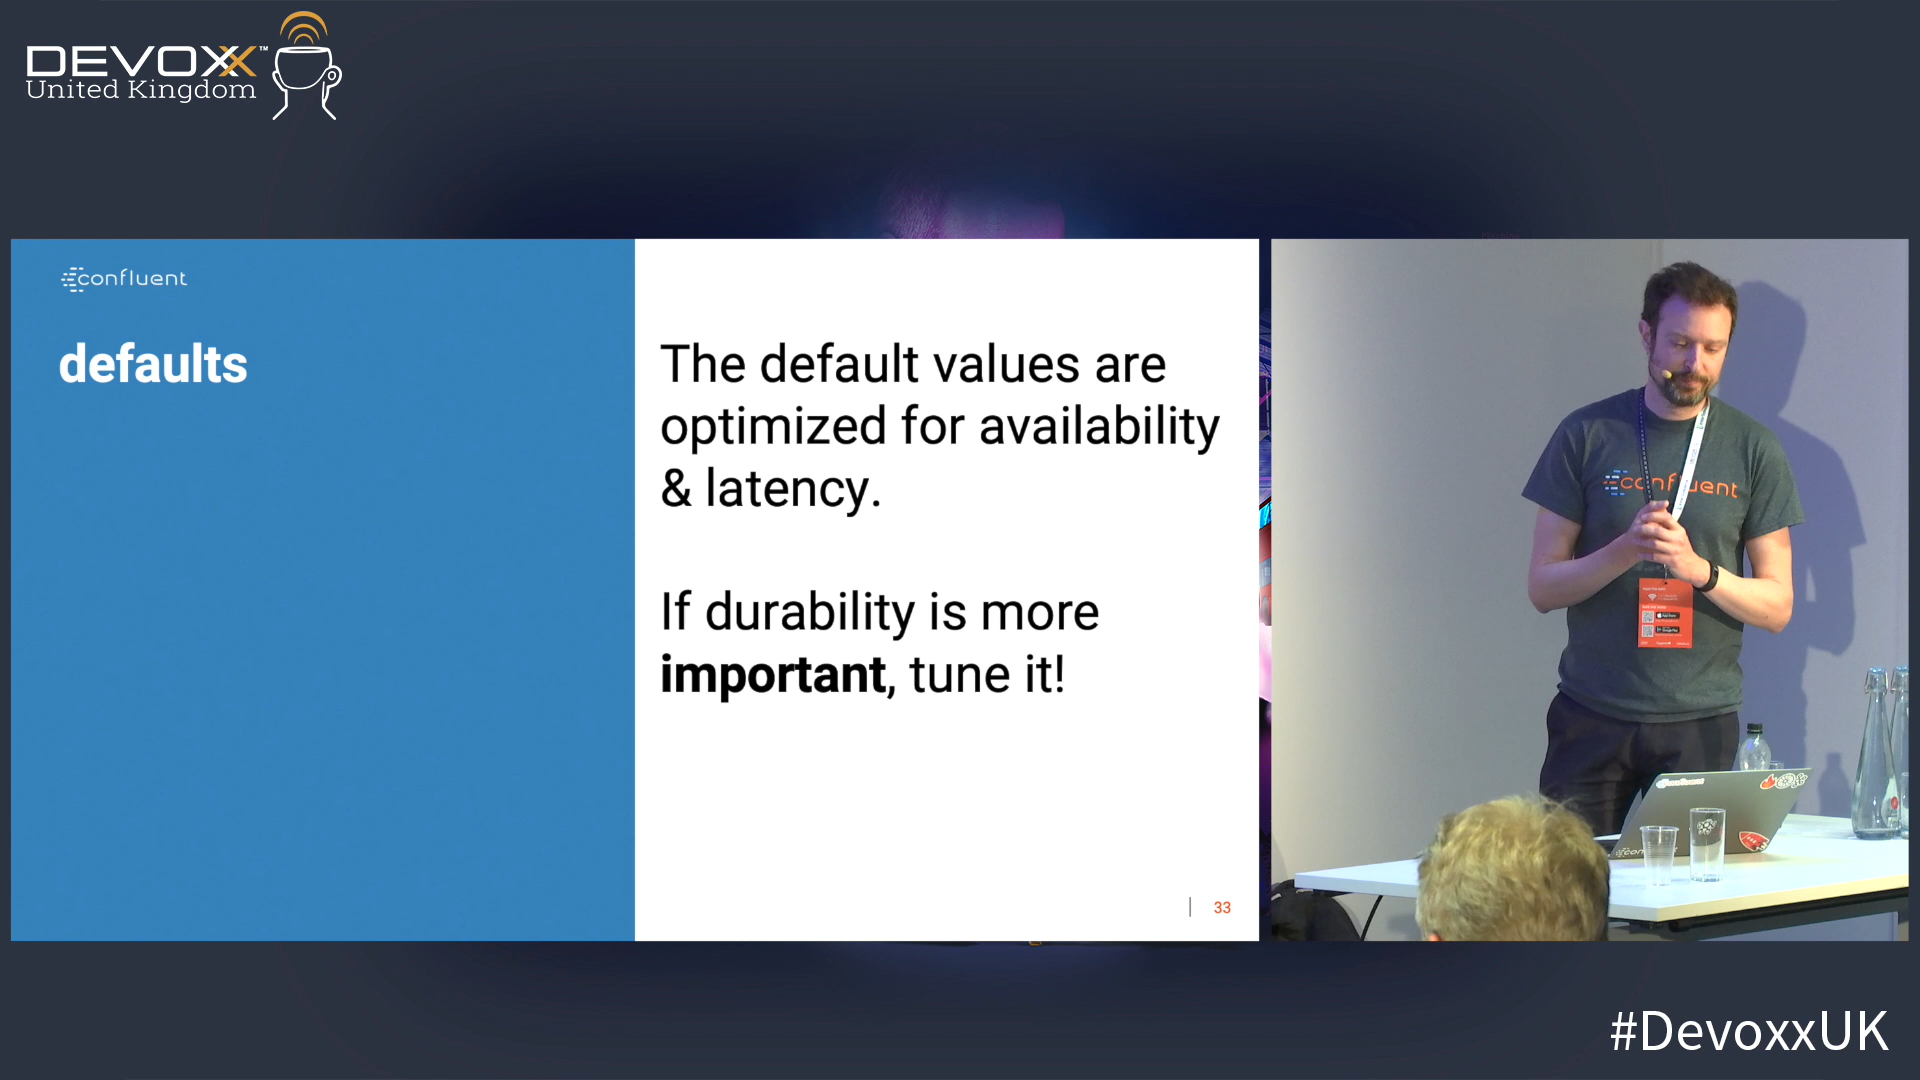 DEVOXX™
United Kingdom
confluent
defaults
The default values are
optimized for availability
& latency.
If durability is more
important, tune it!
33
confluent
#DevoxxUK